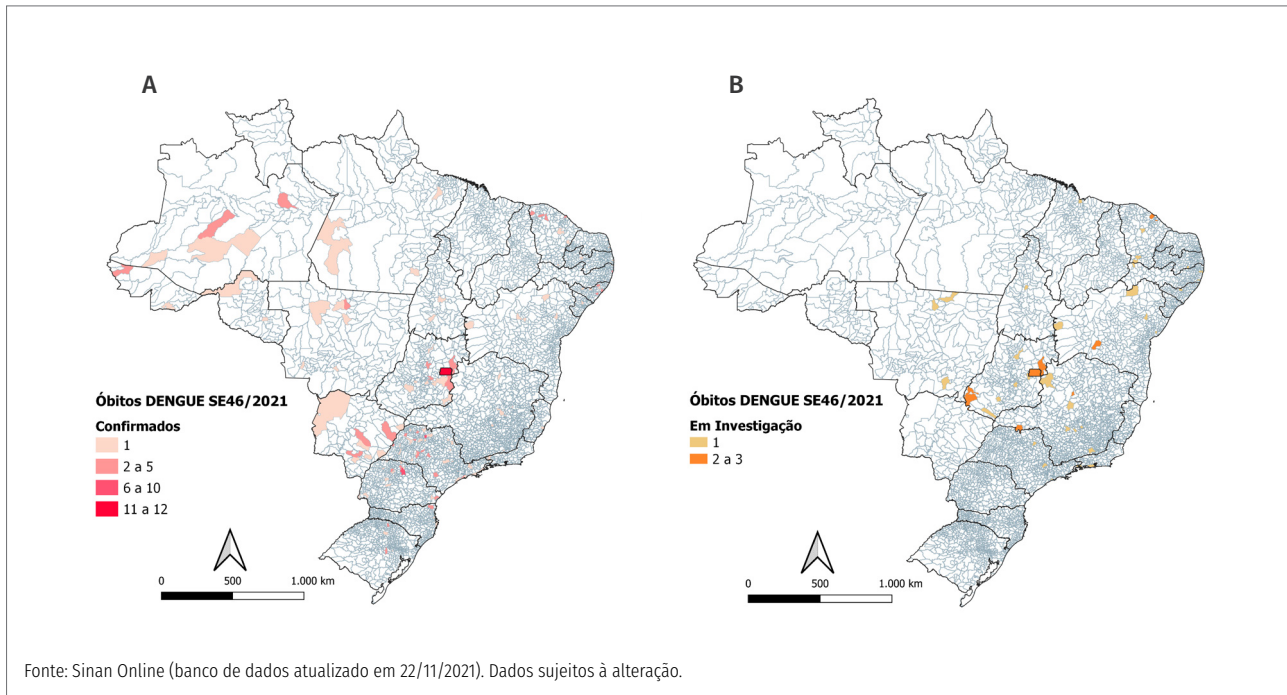 A
Óbitos DENGUE SE46/2021
Confirmados
1
2 a 5
6 a 10
11 a 12
0 500 1.000 km
B
Óbitos DENGUE SE46/2021
Em Investigação
1
2 a 3
0 500 1.000 km
Fonte: Sinan Online (banco de dados atualizado em 22/11/2021). Dados sujeitos à alteração.